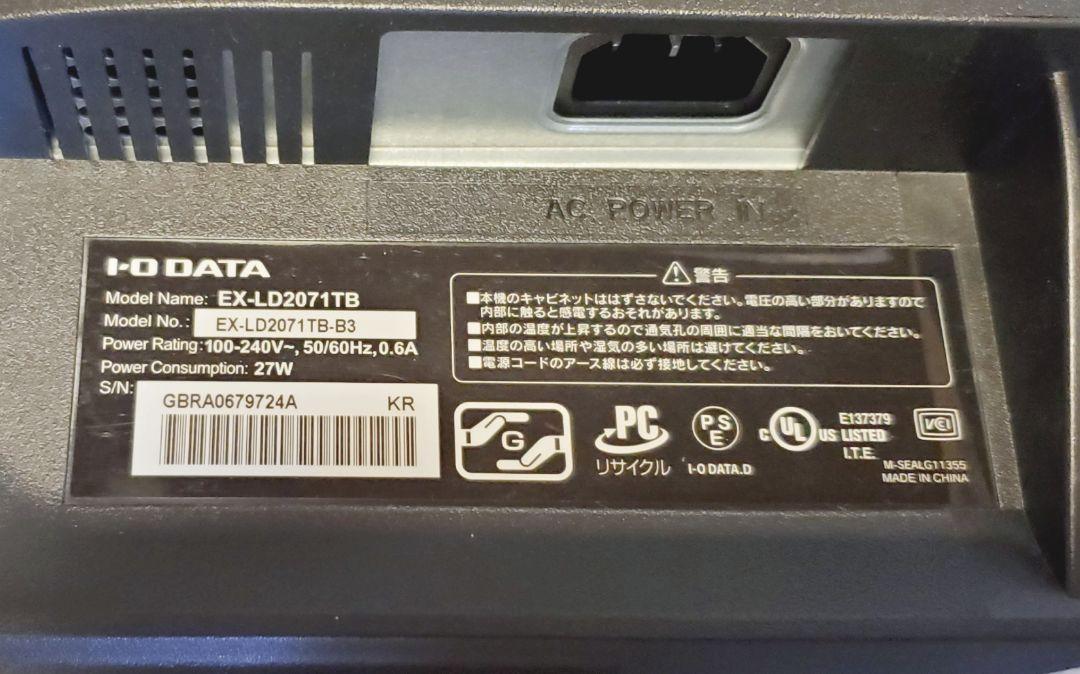 AC POWER IN
I-O DATA
Model Name: EX-LD2071TB
Model No.: EX-LD2071TB-B3
Power Rating:100-240V~, 50/60Hz,0.6A
Power Consumption: 27W
S/N:
GBRA0679724A KR
警告
■本機のキャビネットははずさないでください。電圧の高い部分がありますので
内部に触ると感電するおそれがあります。
■内部の温度が上昇するので通気孔の周囲に適当な間隔をおいてください。
■温度の高い場所や湿気の多い場所は避けてください。
■電源コードのアース線は必ず接地してください。
G
PC
リサイクル
PS
E
I-O DATA.D
C UL US LISTED
E137379
I.T.E.
VCI
M-SEALG11355
MADE IN CHINA